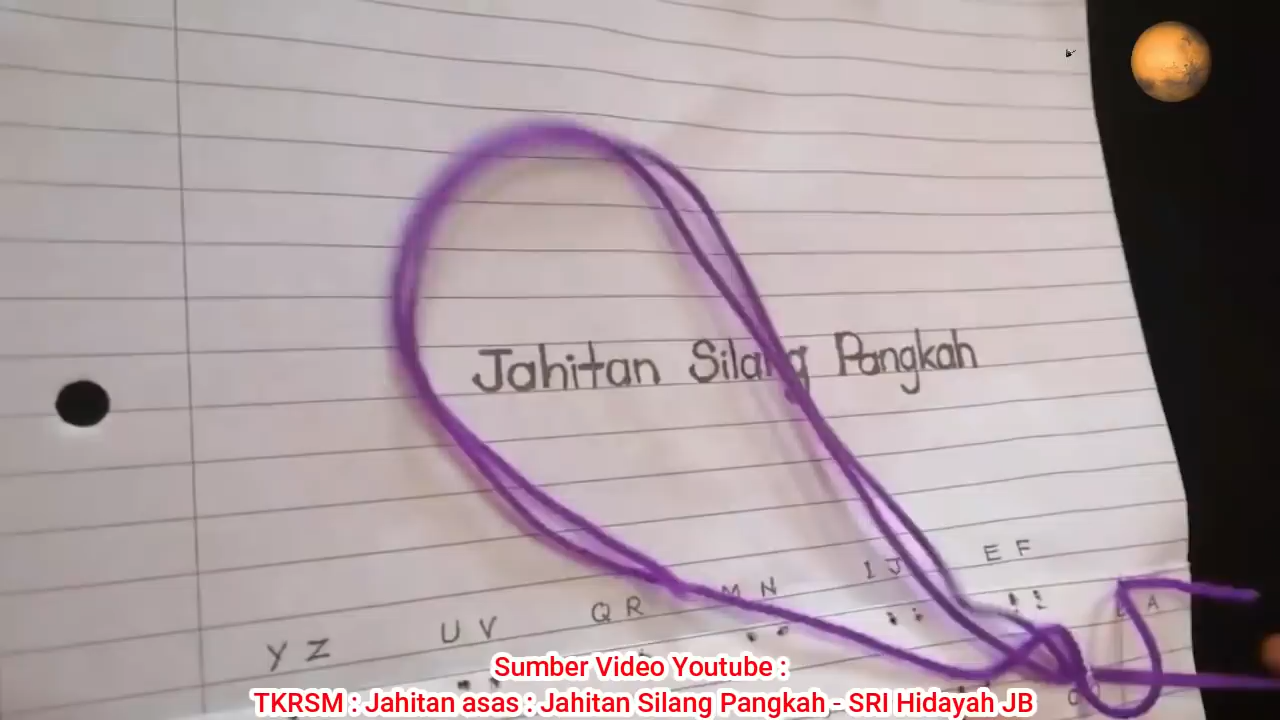 Jahitan Silang Pangkah
E F
I J
M N
A
Q R
U V
Y Z
Sumber Video Youtube :
TKRSM : Jahitan asas : Jahitan Silang Pangkah - SRI Hidayah JB